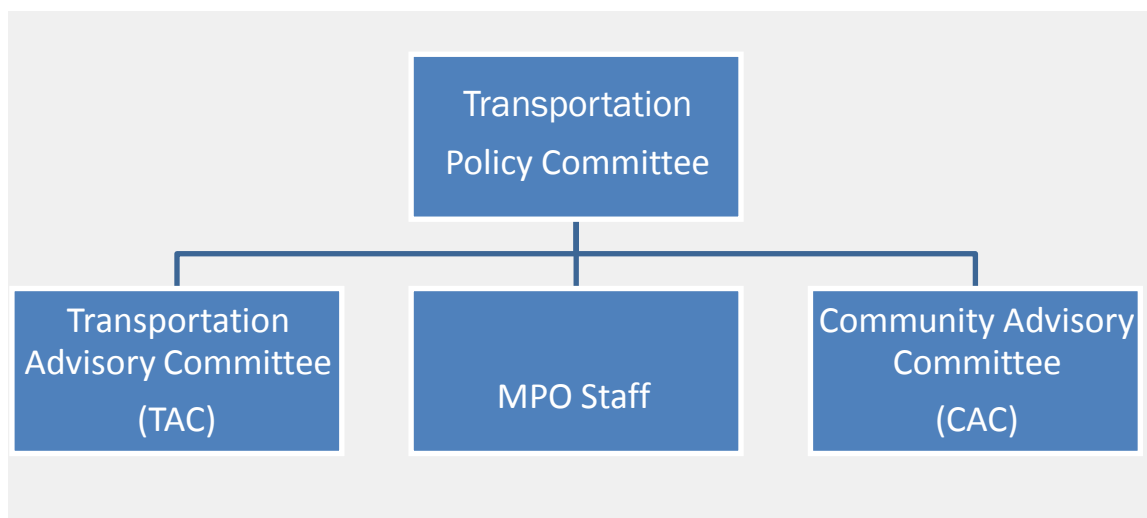 Transportation
Policy Committee
Transportation
Advisory Committee
(TAC)
MPO Staff
Community Advisory
Committee
(CAC)